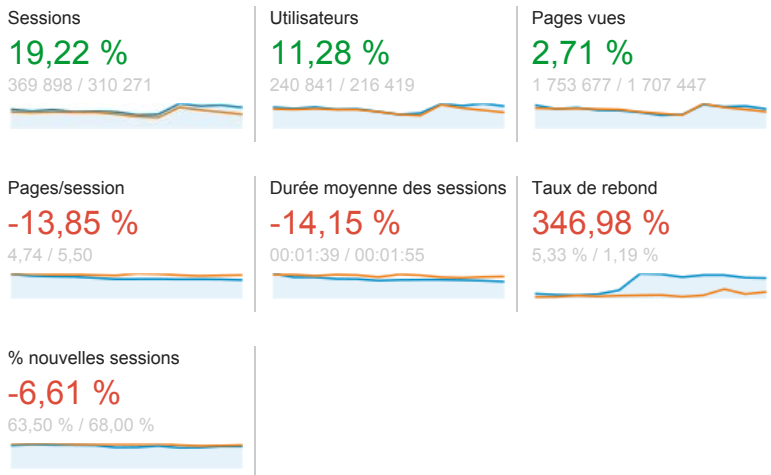 Sessions
19,22 %
369 898 / 310 271
Utilisateurs
11,28 %
240 841 / 216 419
Pages vues
2,71 %
1 753 677 / 1 707 447
Pages/session
-13,85 %
4,74 / 5,50
Durée moyenne des sessions
-14,15 %
00:01:39 / 00:01:55
Taux de rebond
346,98 %
5,33 % / 1,19 %
% nouvelles sessions
-6,61 %
63,50 % / 68,00 %